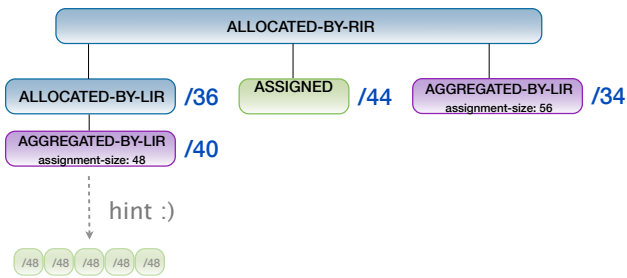 ALLOCATED-BY-RIR
ALLOCATED-BY-LIR /36
ASSIGNED /44
AGGREGATED-BY-LIR
assignment-size: 56
/34
AGGREGATED-BY-LIR
assignment-size: 48
/40
hint :)
/48 /48 /48 /48 /48